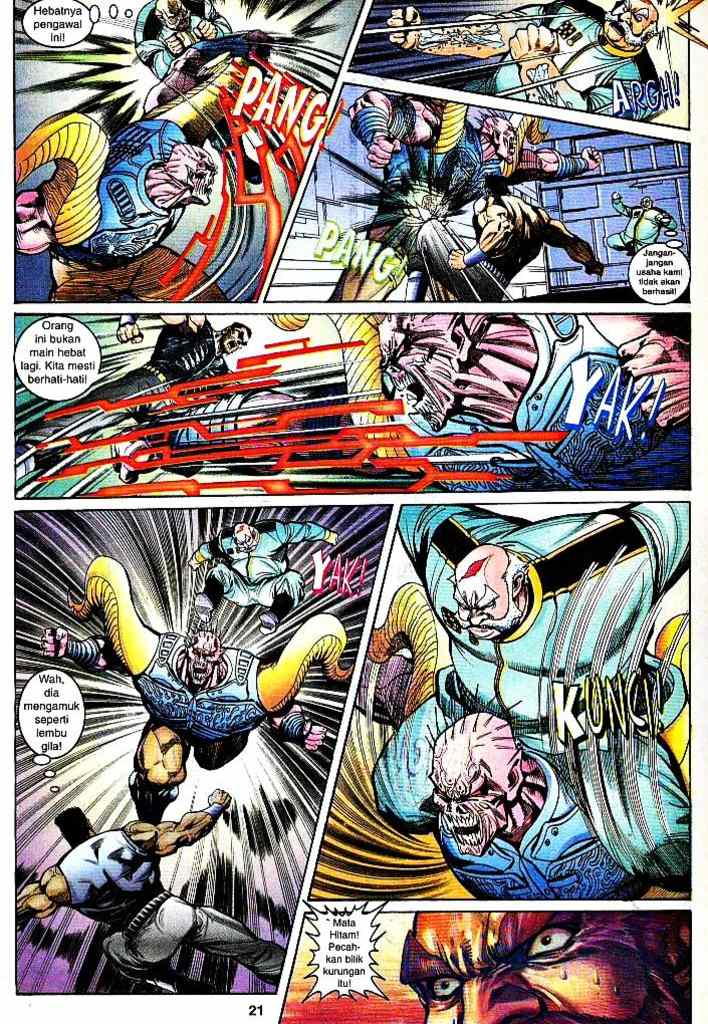 Hebatnya
pengawal
ini!
PANG!
ARGH!
PANG!
Jangan-
jangan
usaha kami
tidak akan
berhasil!
Orang
ini bukan
main hebat
lagi. Kita mesti
berhati-hati!
YAK!
YAK!
Wah,
dia
mengamuk
seperti
lembu
gila!
KUNCI!
Mata
Hitam!
Pecah-
kan bilik
kurungan
itu!
21